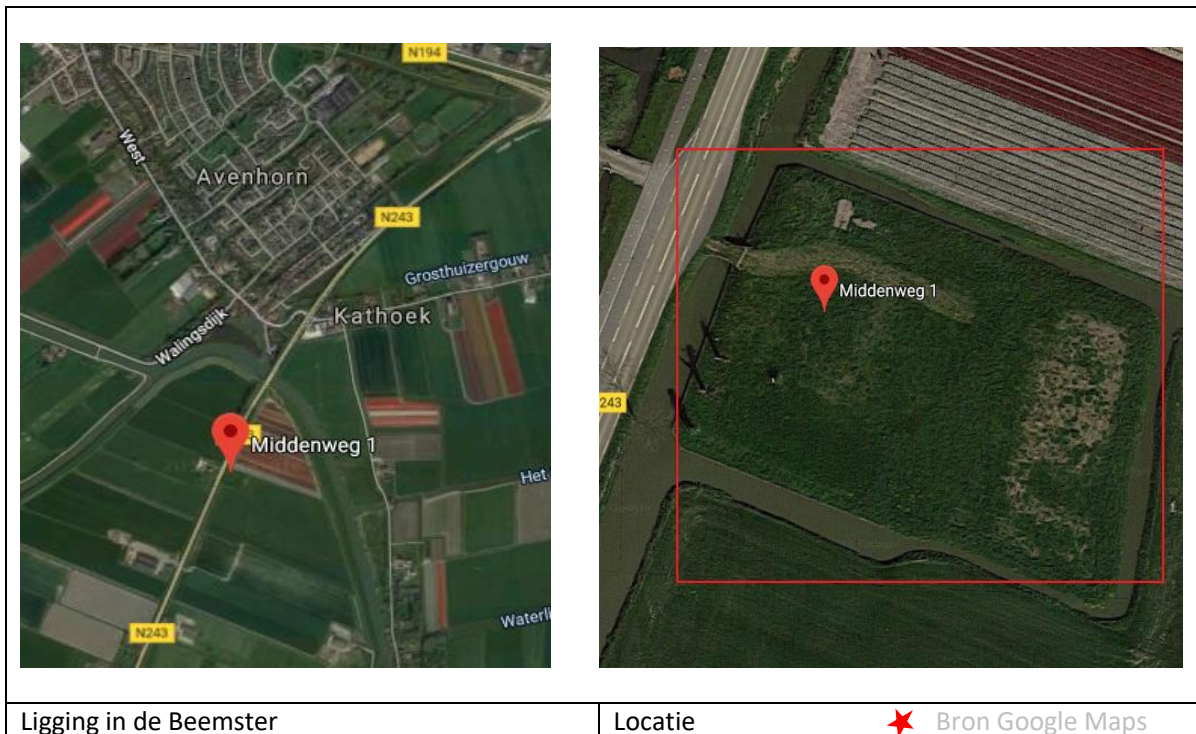 N194
West
Avenhorn
N243
Grosthuizergouw
Kathoek
Walingsdijk
Middenweg 1
Het
N243
Waterli
Middenweg 1
243
Ligging in de Beemster
Locatie
Bron Google Maps